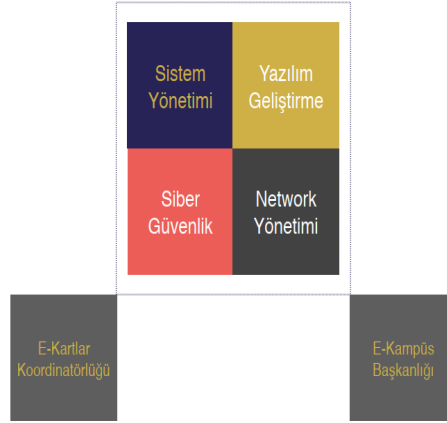 Sistem
Yönetimi
Yazılım
Geliştirme
Siber
Güvenlik
Network
Yönetimi
E-Kartlar
Koordinatörlüğü
E-Kampüs
Başkanlığı